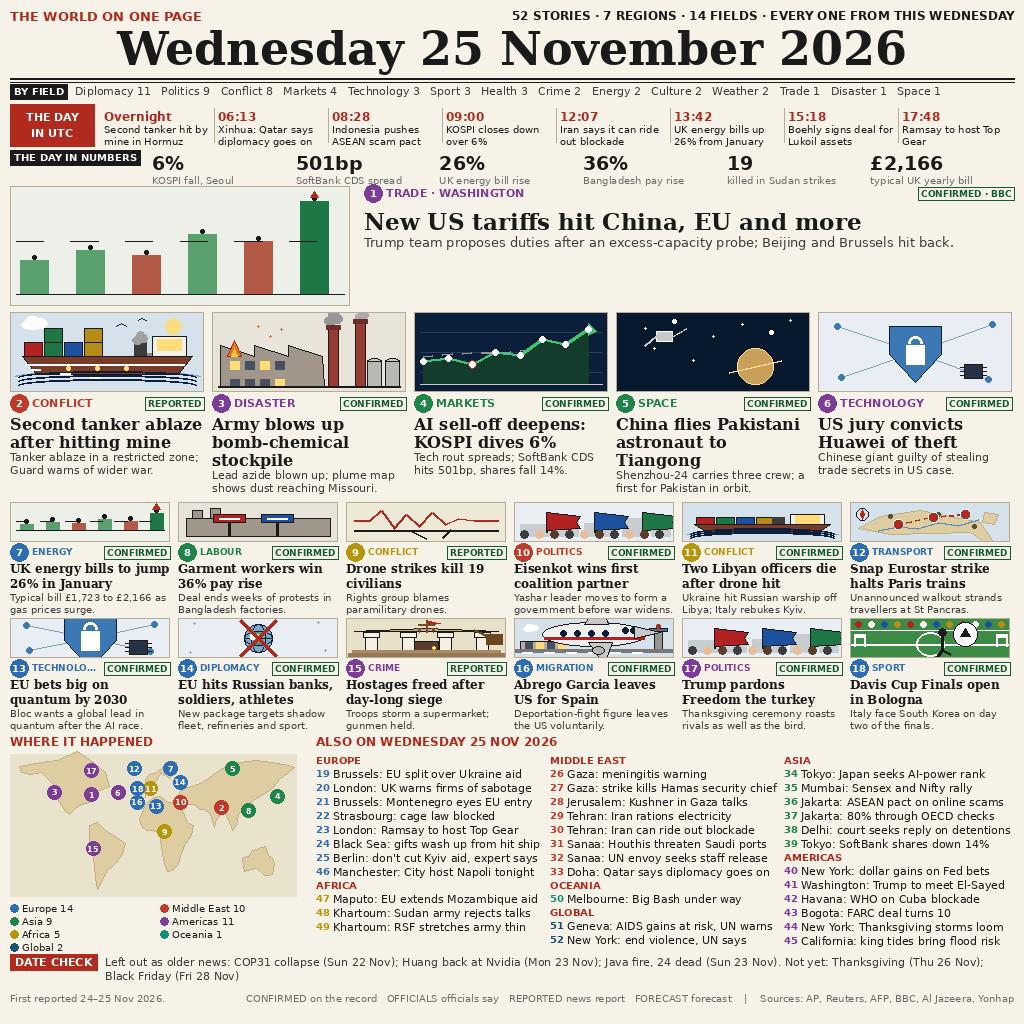 THE WORLD ON ONE PAGE
52 STORIES · 7 REGIONS · 14 FIELDS · EVERY ONE FROM THIS WEDNESDAY
Wednesday 25 November 2026
BY FIELD Diplomacy 11 Politics 9 Conflict 8 Markets 4 Technology 3 Sport 3 Health 3 Crime 2 Energy 2 Culture 2 Weather 2 Trade 1 Disaster 1 Space 1
THE DAY
IN UTC
Overnight
Second tanker hit by
mine in Hormuz
06:13
Xinhua: Qatar says
diplomacy goes on
08:28
Indonesia pushes
ASEAN scam pact
09:00
KOSPI closes down
over 6%
12:07
Iran says it can ride
out blockade
13:42
UK energy bills up
26% from January
15:18
Boehly signs deal for
Lukoil assets
17:48
Ramsay to host Top
Gear
THE DAY IN NUMBERS
6%
KOSPI fall, Seoul
501bp
SoftBank CDS spread
26%
UK energy bill rise
36%
Bangladesh pay rise
19
killed in Sudan strikes
£2,166
typical UK yearly bill
1 TRADE · WASHINGTON
CONFIRMED · BBC
New US tariffs hit China, EU and more
Trump team proposes duties after an excess-capacity probe; Beijing and Brussels hit back.
2 CONFLICT REPORTED
Second tanker ablaze
after hitting mine
Tanker ablaze in a restricted zone;
Guard warns of wider war.
3 DISASTER CONFIRMED
Army blows up
bomb-chemical
stockpile
Lead azide blown up; plume map
shows dust reaching Missouri.
4 MARKETS CONFIRMED
AI sell-off deepens:
KOSPI dives 6%
Tech rout spreads; SoftBank CDS
hits 501bp, shares fall 14%.
5 SPACE CONFIRMED
China flies Pakistani
astronaut to
Tiangong
Shenzhou-24 carries three crew; a
first for Pakistan in orbit.
6 TECHNOLOGY CONFIRMED
US jury convicts
Huawei of theft
Chinese giant guilty of stealing
trade secrets in US case.
7 ENERGY CONFIRMED
UK energy bills to jump
26% in January
Typical bill £1,723 to £2,166 as
gas prices surge.
8 LABOUR CONFIRMED
Garment workers win
36% pay rise
Deal ends weeks of protests in
Bangladesh factories.
9 CONFLICT REPORTED
Drone strikes kill 19
civilians
Rights group blames
paramilitary drones.
10 POLITICS CONFIRMED
Eisenkot wins first
coalition partner
Yashar leader moves to form a
government before war widens.
11 CONFLICT CONFIRMED
Two Libyan officers die
after drone hit
Ukraine hit Russian warship off
Libya; Italy rebukes Kyiv.
12 TRANSPORT CONFIRMED
Snap Eurostar strike
halts Paris trains
Unannounced walkout strands
travellers at St Pancras.
13 TECHNOLO... CONFIRMED
EU bets big on
quantum by 2030
Bloc wants a global lead in
quantum after the AI race.
14 DIPLOMACY CONFIRMED
EU hits Russian banks,
soldiers, athletes
New package targets shadow
fleet, refineries and sport.
15 CRIME REPORTED
Hostages freed after
day-long siege
Troops storm a supermarket;
gunmen held.
16 MIGRATION CONFIRMED
Abrego Garcia leaves
US for Spain
Deportation-fight figure leaves
the US voluntarily.
17 POLITICS CONFIRMED
Trump pardons
Freedom the turkey
Thanksgiving ceremony roasts
rivals as well as the bird.
18 SPORT CONFIRMED
Davis Cup Finals open
in Bologna
Italy face South Korea on day
two of the finals.
WHERE IT HAPPENED
17
12
7
5
3
1
6
18
11
14
4
16
13
10
2
8
9
15
Europe 14
Middle East 10
Asia 9
Americas 11
Africa 5
Oceania 1
Global 2
ALSO ON WEDNESDAY 25 NOV 2026
EUROPE
19 Brussels: EU split over Ukraine aid
20 London: UK warns firms of sabotage
21 Brussels: Montenegro eyes EU entry
22 Strasbourg: cage law blocked
23 London: Ramsay to host Top Gear
24 Black Sea: gifts wash up from hit ship
25 Berlin: don't cut Kyiv aid, expert says
46 Manchester: City host Napoli tonight
AFRICA
47 Maputo: EU extends Mozambique aid
48 Khartoum: Sudan army rejects talks
49 Khartoum: RSF stretches army thin
MIDDLE EAST
26 Gaza: meningitis warning
27 Gaza: strike kills Hamas security chief
28 Jerusalem: Kushner in Gaza talks
29 Tehran: Iran rations electricity
30 Tehran: Iran can ride out blockade
31 Sanaa: Houthis threaten Saudi ports
32 Sanaa: UN envoy seeks staff release
33 Doha: Qatar says diplomacy goes on
OCEANIA
50 Melbourne: Big Bash under way
GLOBAL
51 Geneva: AIDS gains at risk, UN warns
52 New York: end violence, UN says
ASIA
34 Tokyo: Japan seeks AI-power rank
35 Mumbai: Sensex and Nifty rally
36 Jakarta: ASEAN pact on online scams
37 Jakarta: 80% through OECD checks
38 Delhi: court seeks reply on detentions
39 Tokyo: SoftBank shares down 14%
AMERICAS
40 New York: dollar gains on Fed bets
41 Washington: Trump to meet El-Sayed
42 Havana: WHO on Cuba blockade
43 Bogota: FARC deal turns 10
44 New York: Thanksgiving storms loom
45 California: king tides bring flood risk
DATE CHECK Left out as older news: COP31 collapse (Sun 22 Nov); Huang back at Nvidia (Mon 23 Nov); Java fire, 24 dead (Sun 23 Nov). Not yet: Thanksgiving (Thu 26 Nov);
Black Friday (Fri 28 Nov)
First reported 24–25 Nov 2026.
CONFIRMED on the record OFFICIALS officials say REPORTED news report FORECAST forecast | Sources: AP, Reuters, AFP, BBC, Al Jazeera, Yonhap